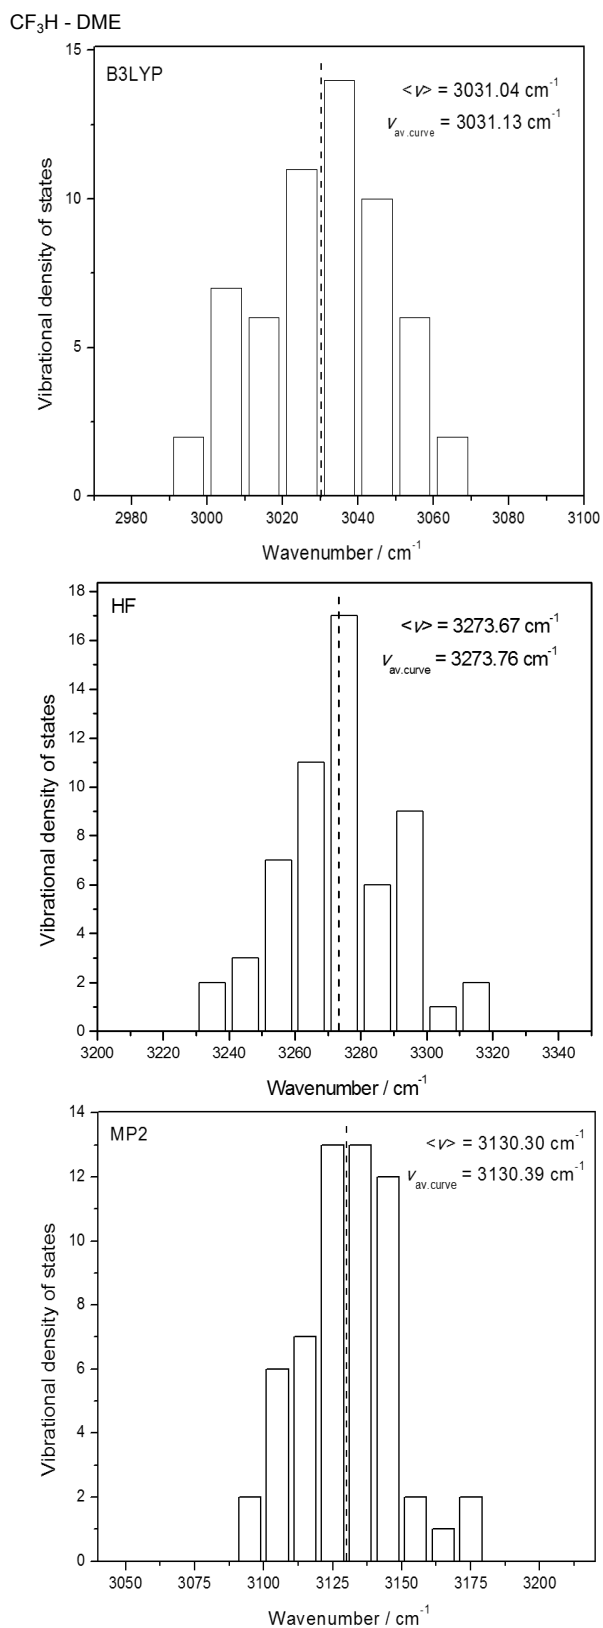 CF₃H - DME
B3LYP
<ν> = 3031.04 cm⁻¹
ν av.curve = 3031.13 cm⁻¹
Vibrational density of states
15
10
5
0
2980 3000 3020 3040 3060 3080 3100
Wavenumber / cm⁻¹
HF
<ν> = 3273.67 cm⁻¹
ν av.curve = 3273.76 cm⁻¹
Vibrational density of states
18
16
14
12
10
8
6
4
2
0
3200 3220 3240 3260 3280 3300 3320 3340
Wavenumber / cm⁻¹
MP2
<ν> = 3130.30 cm⁻¹
ν av.curve = 3130.39 cm⁻¹
Vibrational density of states
14
12
10
8
6
4
2
0
3050 3075 3100 3125 3150 3175 3200
Wavenumber / cm⁻¹